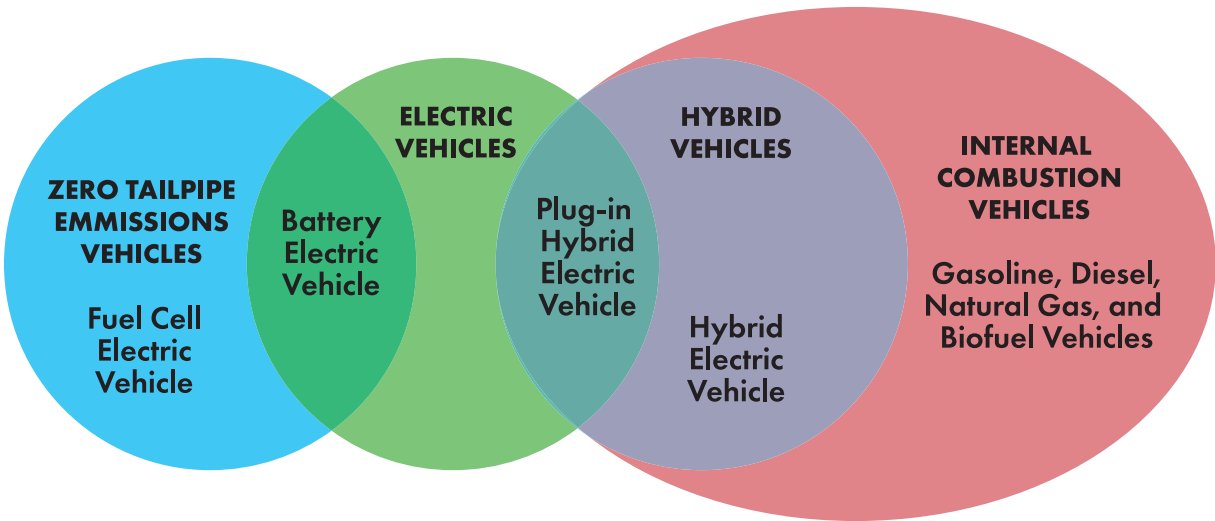 ZERO TAILPIPE
EMMISSIONS
VEHICLES
Fuel Cell
Electric
Vehicle
Battery
Electric
Vehicle
ELECTRIC
VEHICLES
Plug-in
Hybrid
Electric
Vehicle
HYBRID
VEHICLES
Hybrid
Electric
Vehicle
INTERNAL
COMBUSTION
VEHICLES
Gasoline, Diesel,
Natural Gas, and
Biofuel Vehicles